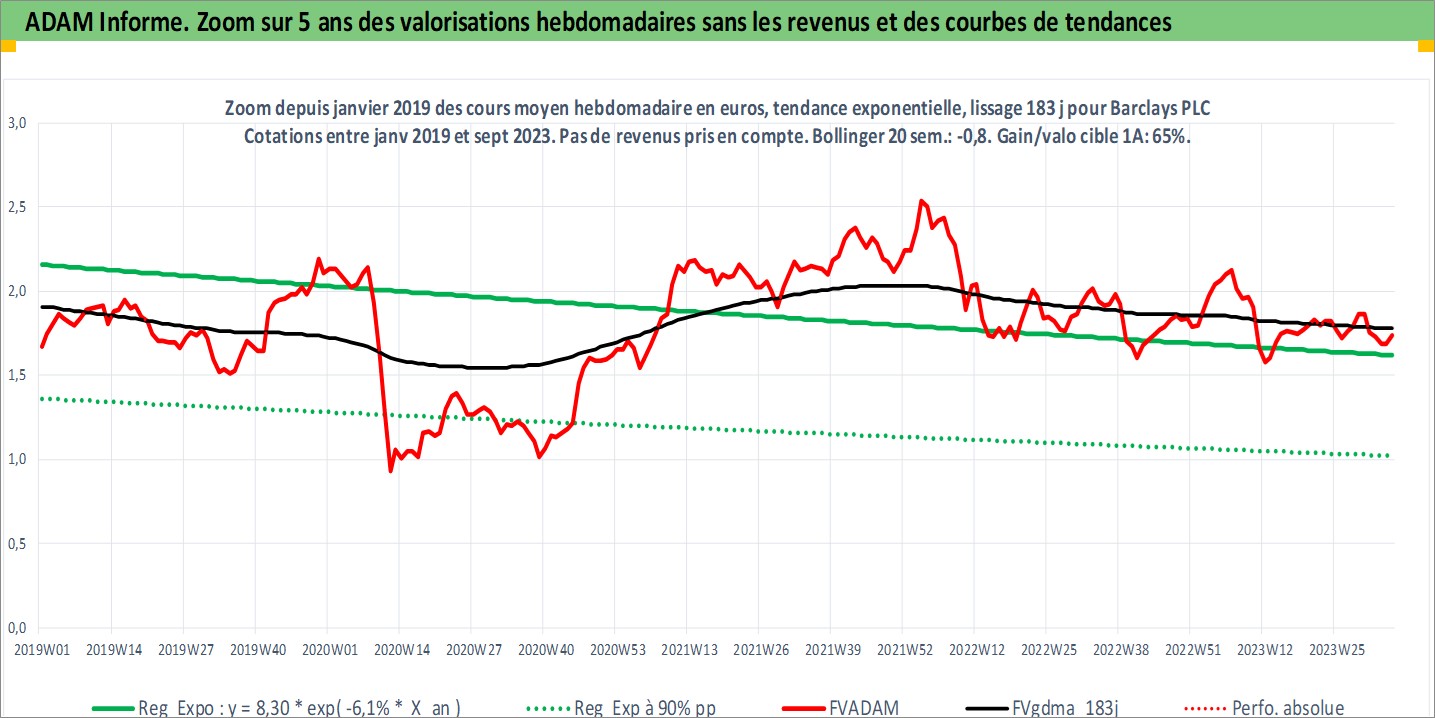 ADAM Informe. Zoom sur 5 ans des valorisations hebdomadaires sans les revenus et des courbes de tendances
Zoom depuis janvier 2019 des cours moyen hebdomadaire en euros, tendance exponentielle, lissage 183 j pour Barclays PLC
Cotations entre janv 2019 et sept 2023. Pas de revenus pris en compte. Bollinger 20 sem.: -0,8. Gain/valo cible 1A: 65%.
3,0
2,5
2,0
1,5
1,0
0,5
0,0
2019W01 2019W14 2019W27 2019W40 2020W01 2020W14 2020W27 2020W40 2020W53 2021W13 2021W26 2021W39 2021W52 2022W12 2022W25 2022W38 2022W51 2023W12 2023W25
Reg Expo : y = 8,30 * exp( -6,1% * X an ) Reg Exp à 90% pp FVADAM FVgdma 183j Perfo. absolue